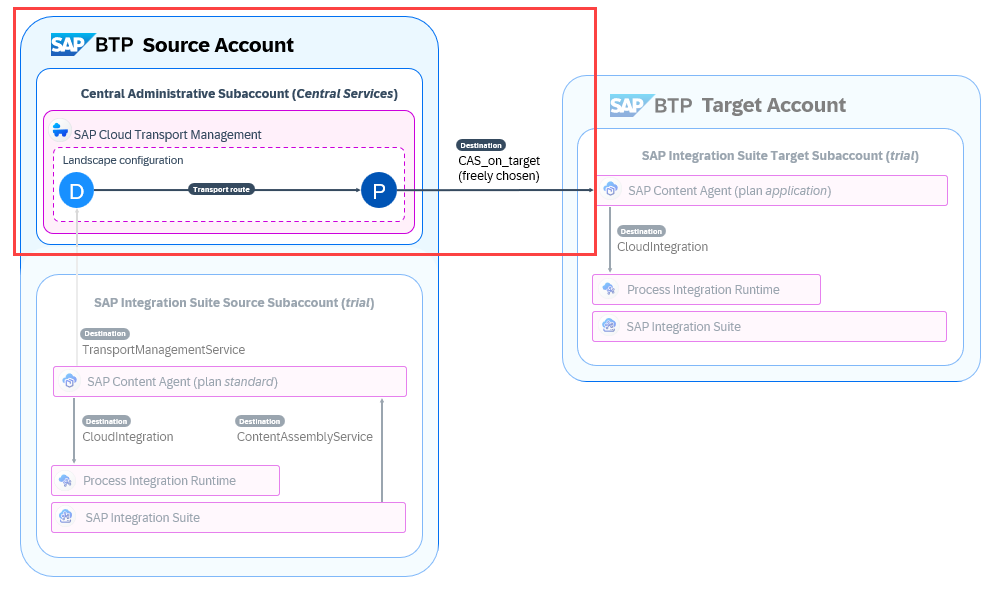 SAP BTP Source Account
Central Administrative Subaccount (Central Services)
SAP Cloud Transport Management
Landscape configuration
D
Transport route
P
Destination
CAS_on_target
(freely chosen)
SAP Integration Suite Source Subaccount (trial)
Destination
TransportManagementService
SAP Content Agent (plan standard)
Destination
CloudIntegration
Destination
ContentAssemblyService
Process Integration Runtime
SAP Integration Suite
SAP BTP Target Account
SAP Integration Suite Target Subaccount (trial)
SAP Content Agent (plan application)
Destination
CloudIntegration
Process Integration Runtime
SAP Integration Suite